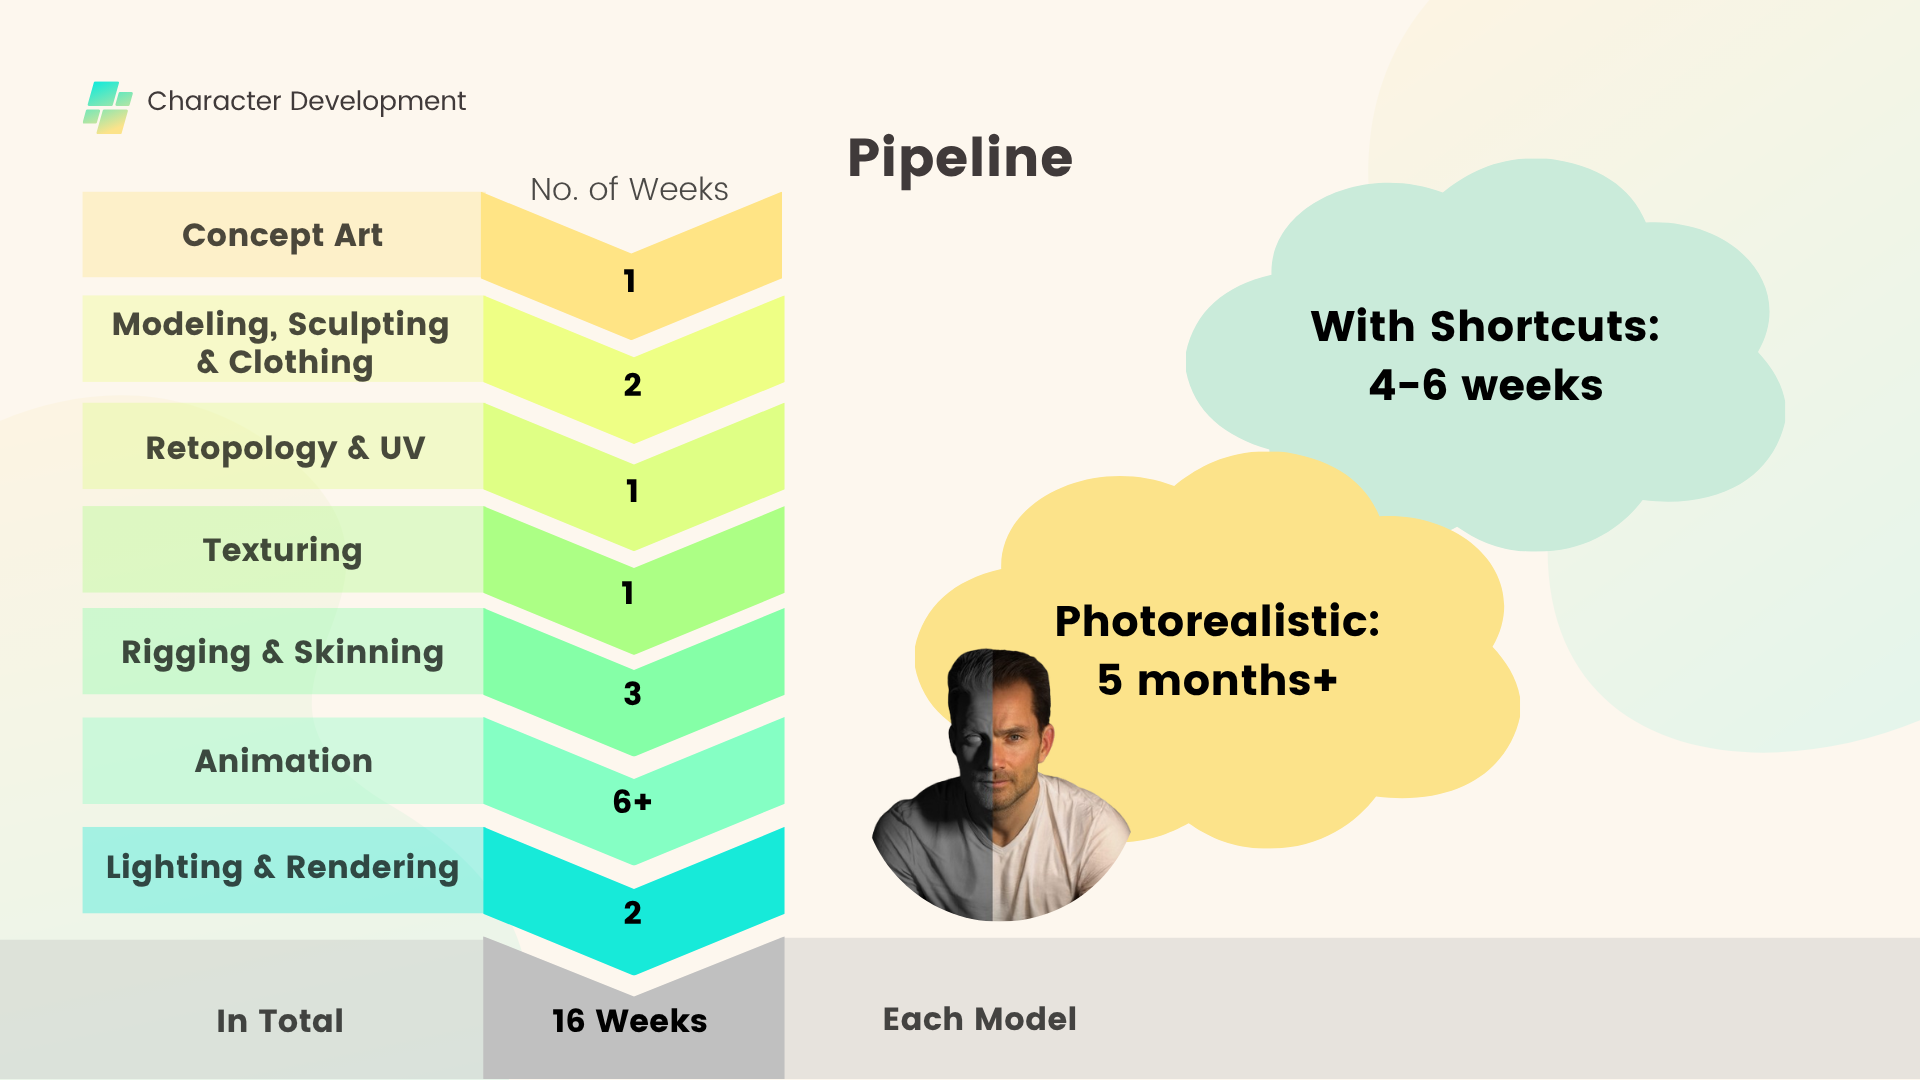 Character Development
Pipeline
No. of Weeks
Concept Art
1
Modeling, Sculpting
& Clothing
2
Retopology & UV
1
Texturing
1
Rigging & Skinning
3
Animation
6+
Lighting & Rendering
2
In Total
16 Weeks
Each Model
With Shortcuts:
4-6 weeks
Photorealistic:
5 months+